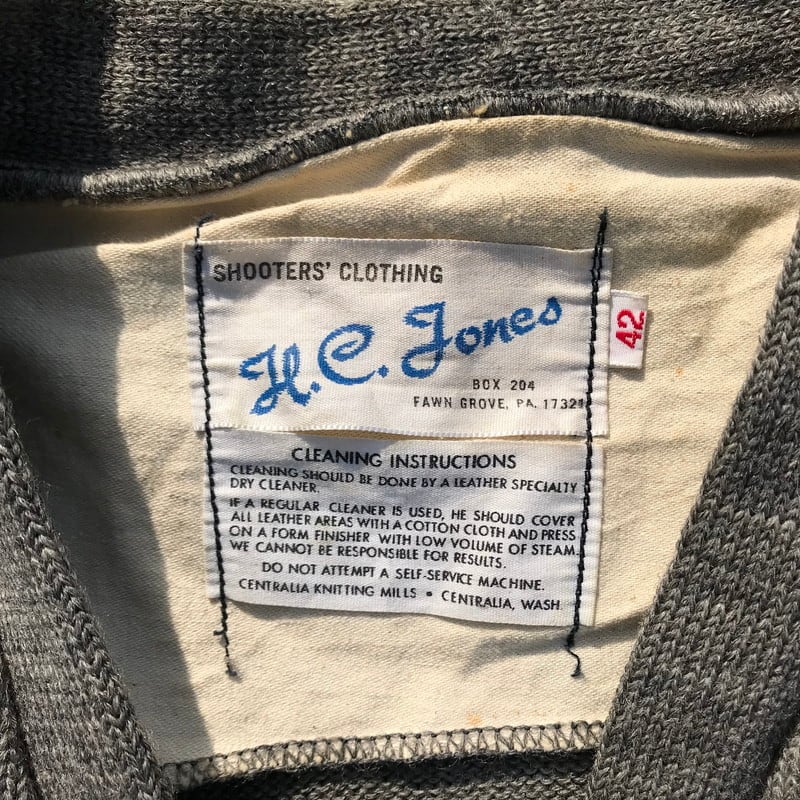 SHOOTERS' CLOTHING
H.C. Jones
BOX 204
FAWN GROVE, PA. 17321
42
CLEANING INSTRUCTIONS
CLEANING SHOULD BE DONE BY A LEATHER SPECIALTY
DRY CLEANER.
IF A REGULAR CLEANER IS USED, HE SHOULD COVER
ALL LEATHER AREAS WITH A COTTON CLOTH AND PRESS
ON A FORM FINISHER WITH LOW VOLUME OF STEAM.
WE CANNOT BE RESPONSIBLE FOR RESULTS.
DO NOT ATTEMPT A SELF-SERVICE MACHINE.
CENTRALIA KNITTING MILLS • CENTRALIA, WASH.